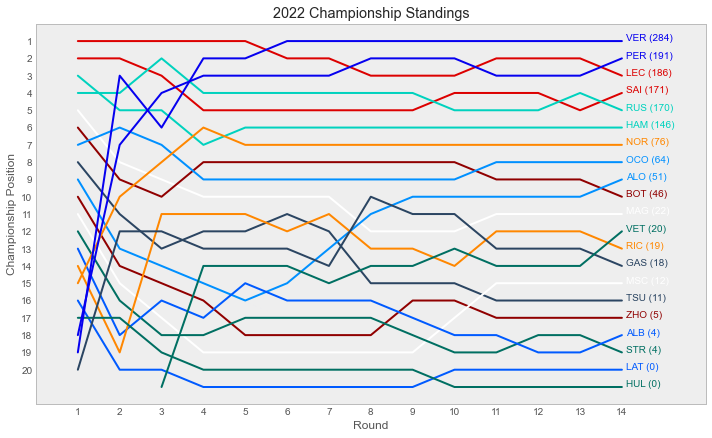 2022 Championship Standings
Championship Position
1
2
3
4
5
6
7
8
9
10
11
12
13
14
15
16
17
18
19
20
VER (284)
PER (191)
LEC (186)
SAI (171)
RUS (170)
HAM (146)
NOR (76)
OCO (64)
ALO (51)
BOT (46)
MAG (22)
VET (20)
RIC (19)
GAS (18)
MSC (12)
TSU (11)
ZHO (5)
ALB (4)
STR (4)
LAT (0)
HUL (0)
1 2 3 4 5 6 7 8 9 10 11 12 13 14
Round